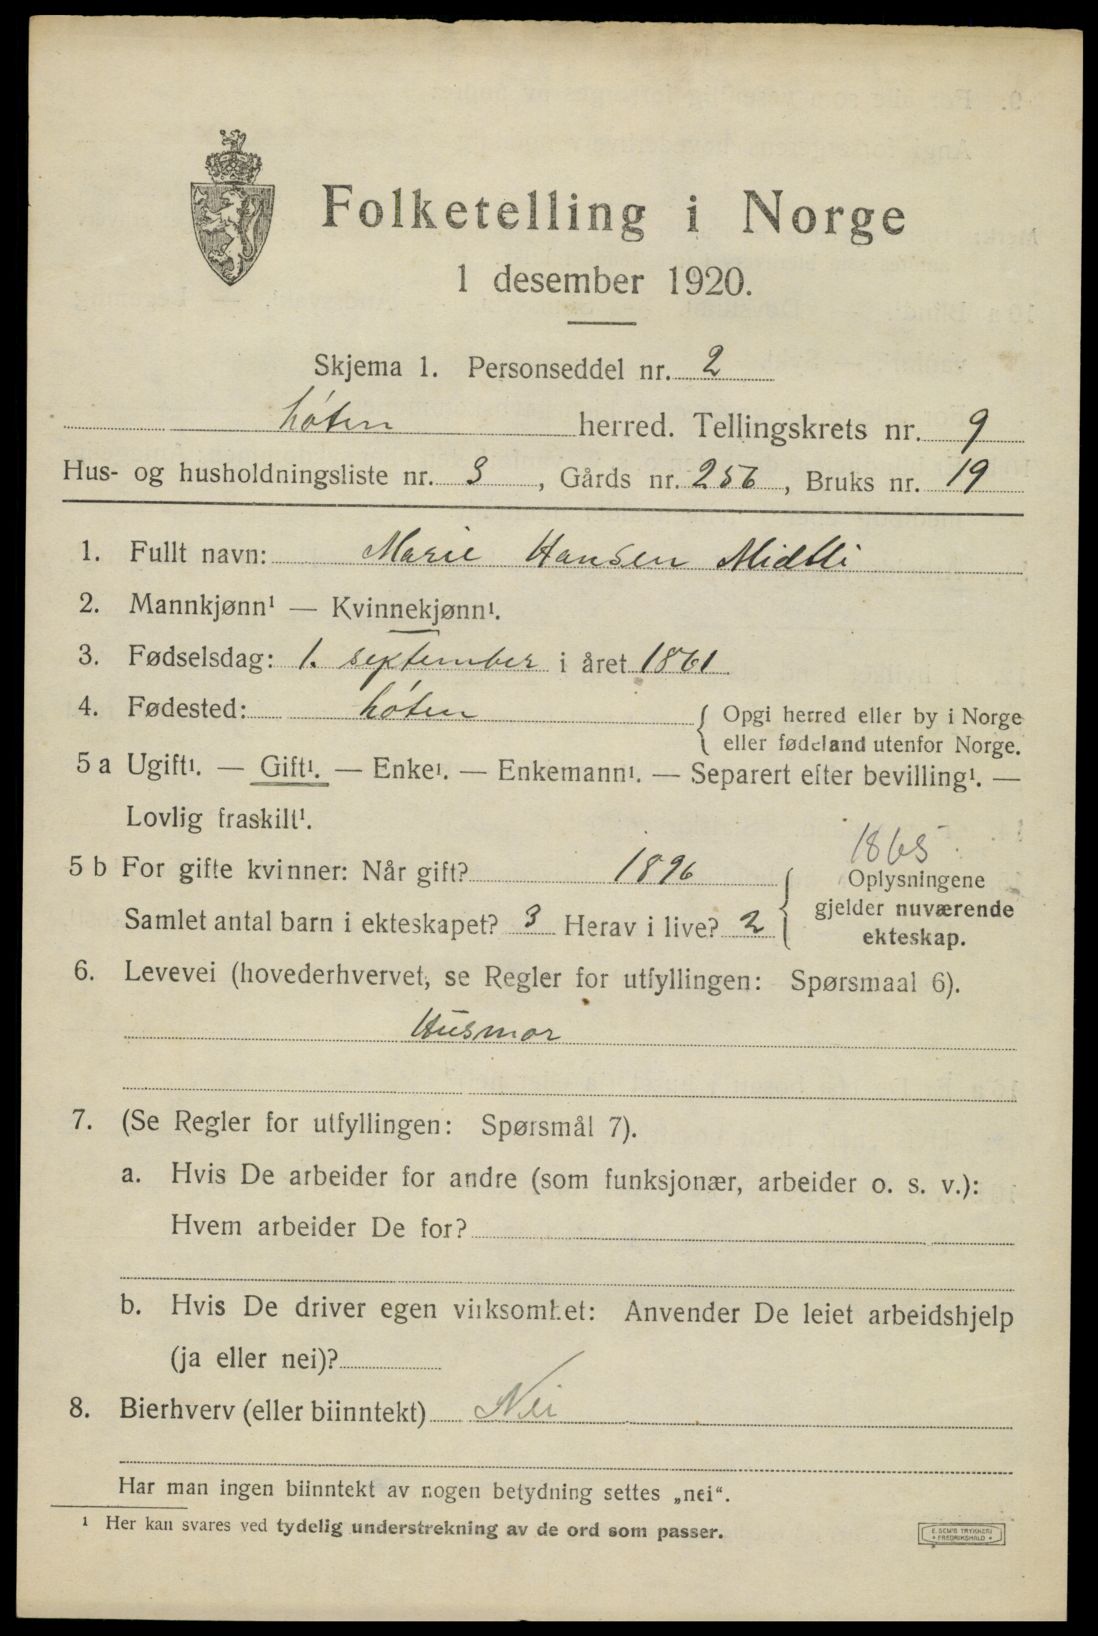 Folketelling i Norge
1 desember 1920.
Skjema 1. Personseddel nr. 2
Løten herred. Tellingskrets nr. 9
Hus- og husholdningsliste nr. 3, Gårds nr. 256, Bruks nr. 19
1. Fullt navn: Marie Hansen Midtli
2. Mannkjønn¹ — Kvinnekjønn¹.
3. Fødselsdag: 1. september i året 1861
4. Fødested: Løten { Opgi herred eller by i Norge
eller fødeland utenfor Norge.
5 a Ugift¹. — Gift¹. — Enke¹. — Enkemann¹. — Separert efter bevilling¹. —
Lovlig fraskilt¹.
1865
5 b For gifte kvinner: Når gift? 1896 { Oplysningene
gjelder nuværende
Samlet antal barn i ekteskapet? 3 Herav i live? 2
ekteskap.
6. Levevei (hovederhvervet, se Regler for utfyllingen: Spørsmaal 6).
Husmor
7. (Se Regler for utfyllingen: Spørsmål 7).
a. Hvis De arbeider for andre (som funksjonær, arbeider o. s. v.):
Hvem arbeider De for?
b. Hvis De driver egen virksomhet: Anvender De leiet arbeidshjelp
(ja eller nei)?
8. Bierhverv (eller biinntekt) Nei
Har man ingen biinntekt av nogen betydning settes „nei“.
¹ Her kan svares ved tydelig understrekning av de ord som passer.
E. SEM'S TRYKKERI
FREDRIKSHALD